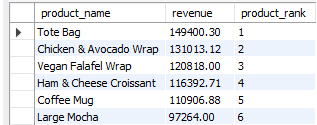 product_name revenue product_rank
Tote Bag 149400.30 1
Chicken & Avocado Wrap 131013.12 2
Vegan Falafel Wrap 120818.00 3
Ham & Cheese Croissant 116392.71 4
Coffee Mug 110906.88 5
Large Mocha 97264.00 6